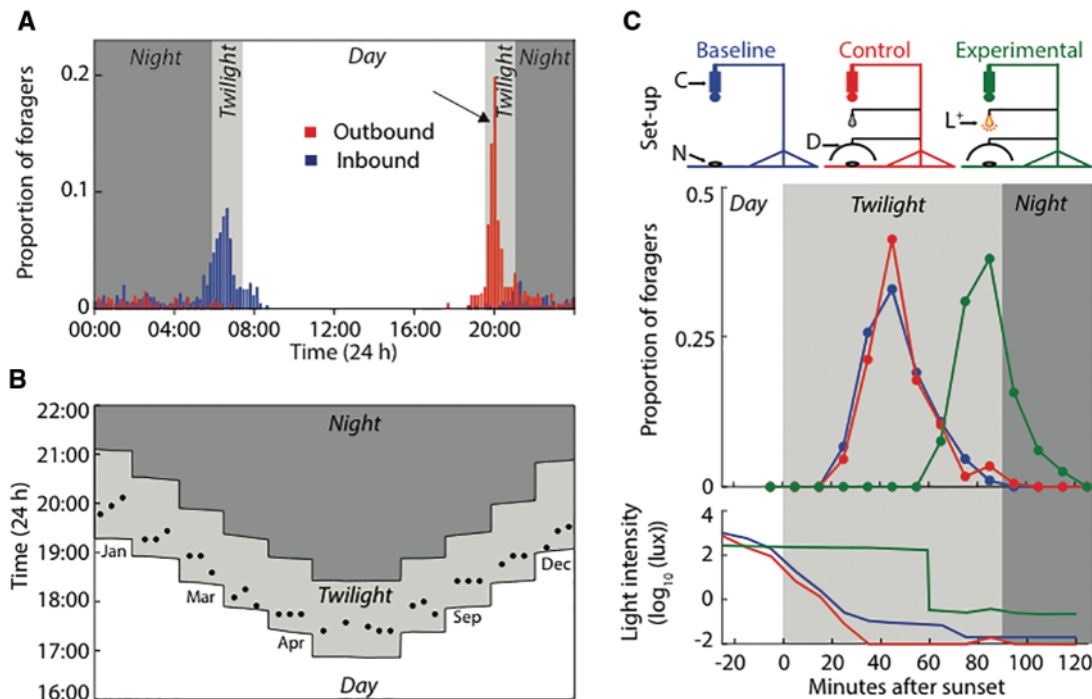 A
Night
Twilight
Day
Twilight
Night
0.2
0.1
0
Proportion of foragers
Outbound
Inbound
00:00 04:00 08:00 12:00 16:00 20:00
Time (24 h)
B
22:00
21:00
20:00
19:00
18:00
17:00
16:00
Time (24 h)
Night
Twilight
Day
Jan
Mar
Apr
Sep
Dec
C
Baseline Control Experimental
Set-up
C
N
D
L+
Day Twilight Night
0.5
0.25
0
Proportion of foragers
4
2
0
-2
Light intensity
(log10 (lux))
-20 0 20 40 60 80 100 120
Minutes after sunset